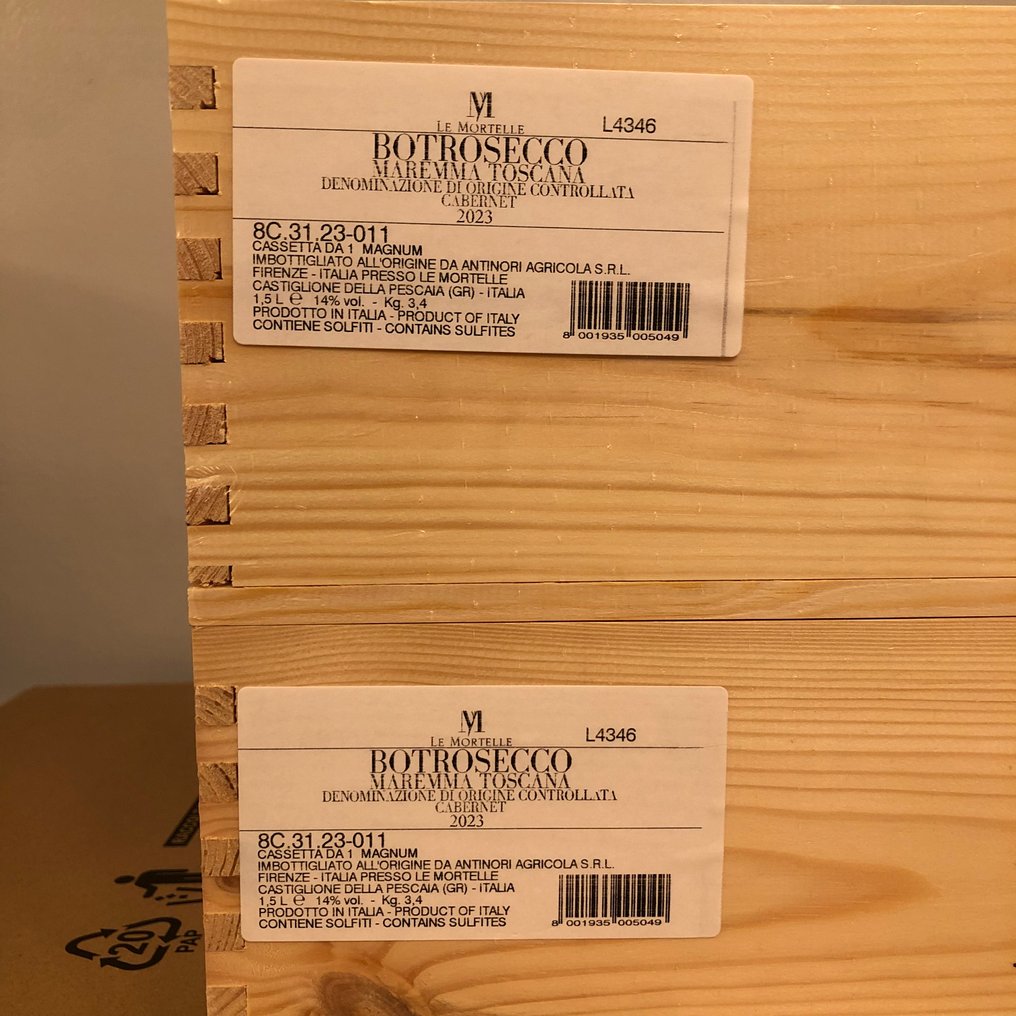 M
LE MORTELLE
L4346
BOTROSECCO
MAREMMA TOSCANA
DENOMINAZIONE DI ORIGINE CONTROLLATA
CABERNET
2023
8C.31.23-011
CASSETTA DA 1 MAGNUM
IMBOTTIGLIATO ALL'ORIGINE DA ANTINORI AGRICOLA S.R.L.
FIRENZE - ITALIA PRESSO LE MORTELLE
CASTIGLIONE DELLA PESCAIA (GR) - ITALIA
1,5 L ℮ 14% vol. - Kg. 3,4
PRODOTTO IN ITALIA - PRODUCT OF ITALY
CONTIENE SOLFITI - CONTAINS SULFITES
8 001935 005049
M
LE MORTELLE
L4346
BOTROSECCO
MAREMMA TOSCANA
DENOMINAZIONE DI ORIGINE CONTROLLATA
CABERNET
2023
8C.31.23-011
CASSETTA DA 1 MAGNUM
IMBOTTIGLIATO ALL'ORIGINE DA ANTINORI AGRICOLA S.R.L.
FIRENZE - ITALIA PRESSO LE MORTELLE
CASTIGLIONE DELLA PESCAIA (GR) - ITALIA
1,5 L ℮ 14% vol. - Kg. 3,4
PRODOTTO IN ITALIA - PRODUCT OF ITALY
CONTIENE SOLFITI - CONTAINS SULFITES
8 001935 005049
20
PAP